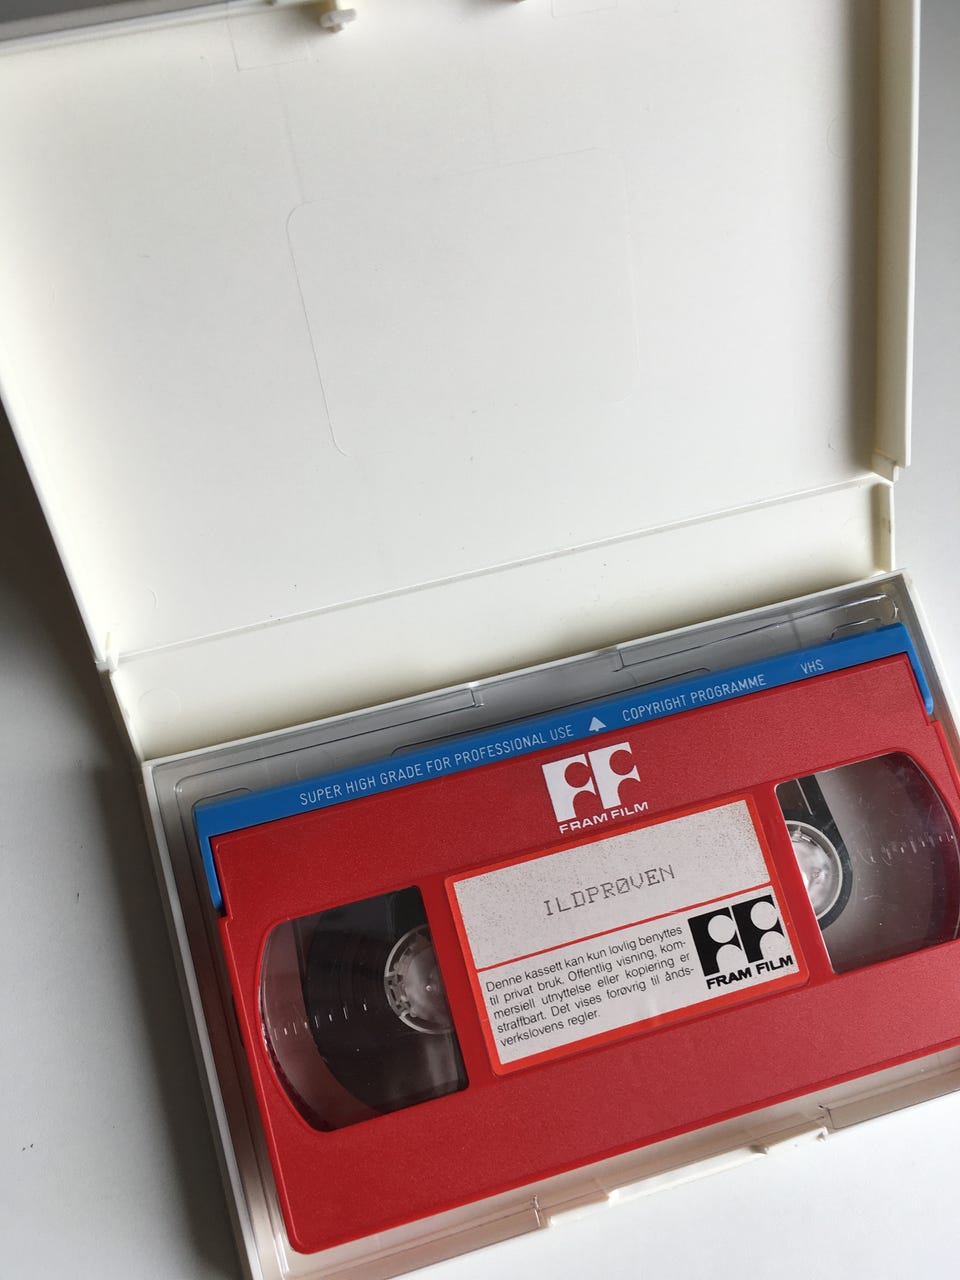 SUPER HIGH GRADE FOR PROFESSIONAL USE ▲ COPYRIGHT PROGRAMME VHS
FF
FRAM FILM
ILDPRØVEN
Denne kassett kan kun lovlig benyttes
til privat bruk. Offentlig visning, kom-
mersiell utnyttelse eller kopiering er
straffbart. Det vises forøvrig til ånds-
verkslovens regler.
FF
FRAM FILM